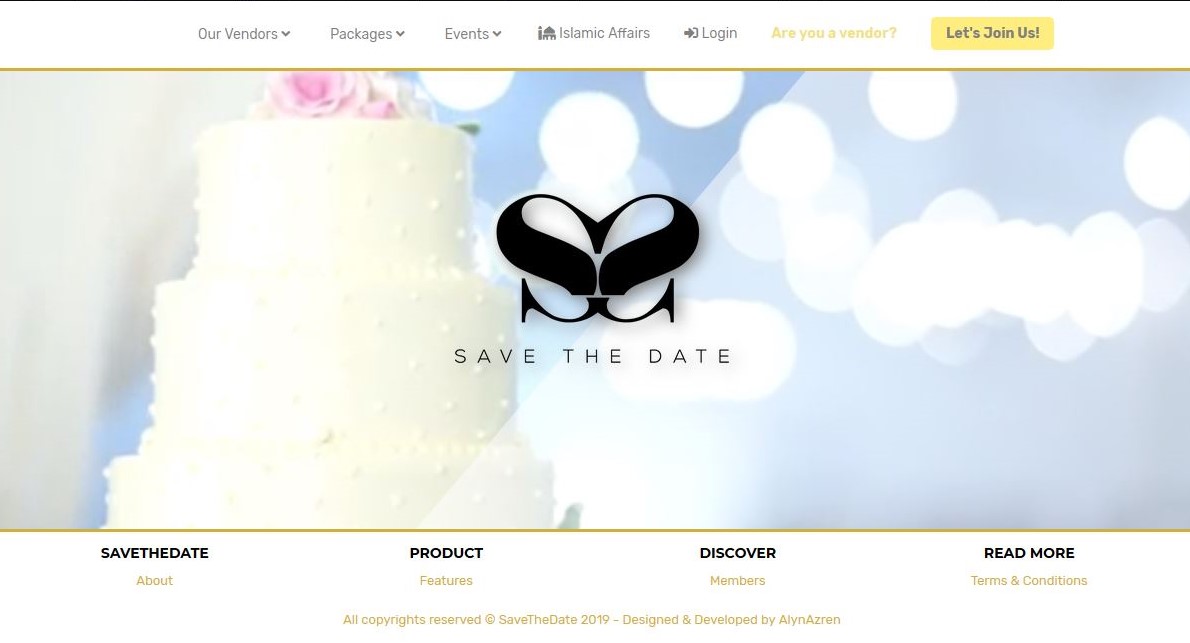 Our Vendors Packages Events Islamic Affairs Login Are you a vendor? Let's Join Us!
SAVE THE DATE
SAVETHEDATE PRODUCT DISCOVER READ MORE
About Features Members Terms & Conditions
All copyrights reserved © SaveTheDate 2019 - Designed & Developed by AlynAzren